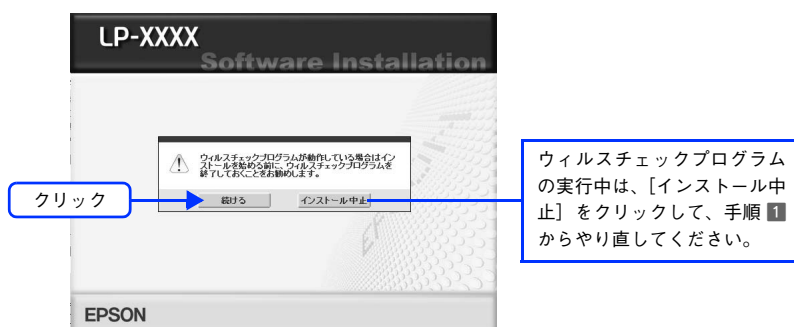 LP-XXXX
Software Installation
ウィルスチェックプログラムが動作している場合はイン
ストールを始める前に、ウィルスチェックプログラムを
終了しておくことをお勧めします。
クリック
続ける
インストール中止
ウィルスチェックプログラム
の実行中は、［インストール中
止］をクリックして、手順 1
からやり直してください。
EPSON
EPSON